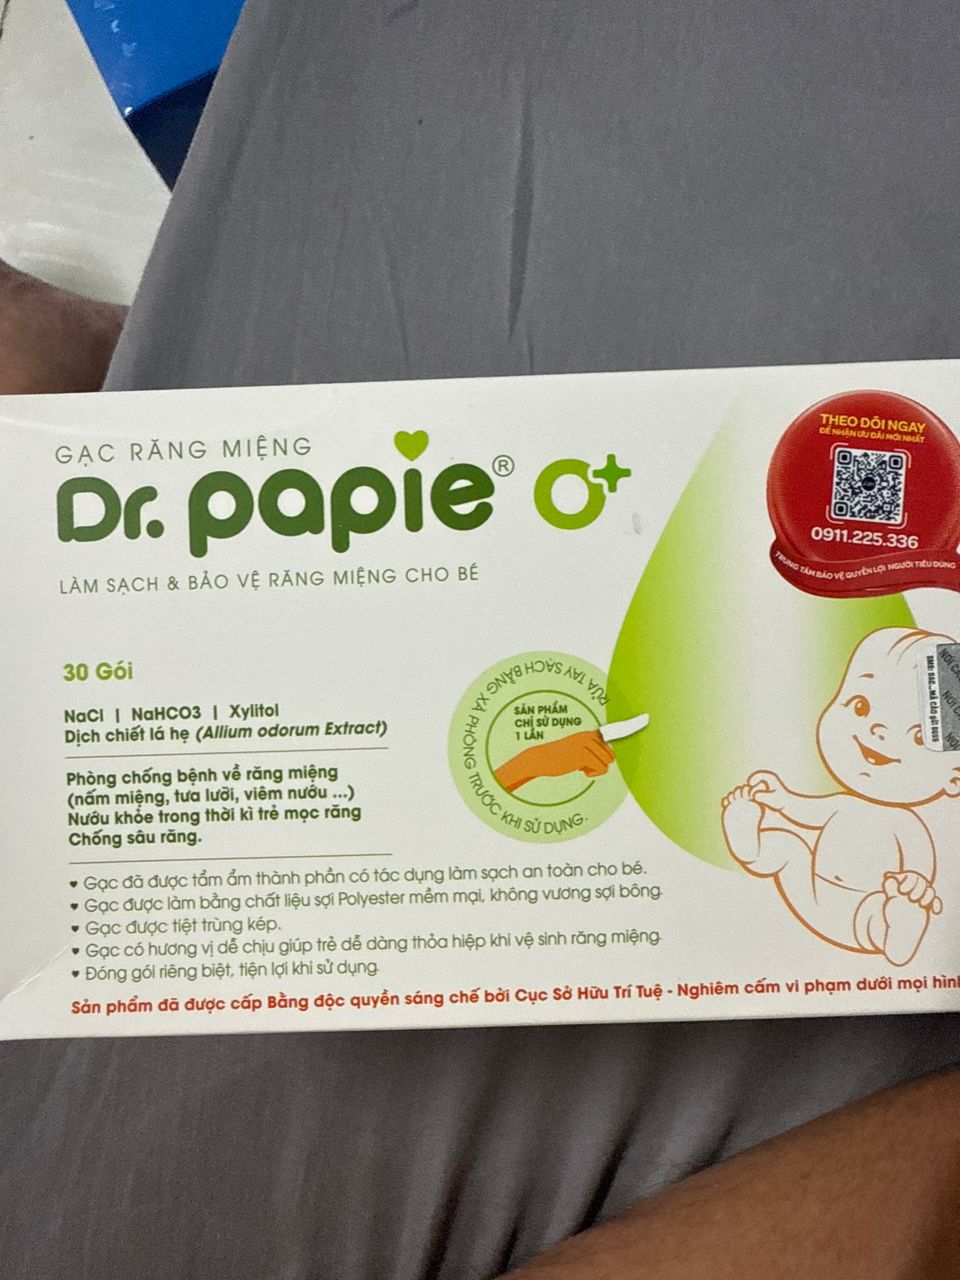 GẠC RĂNG MIỆNG
Dr. papie® 0+
LÀM SẠCH & BẢO VỆ RĂNG MIỆNG CHO BÉ
THEO DÕI NGAY
ĐỂ NHẬN ƯU ĐÃI MỚI NHẤT
0911.225.336
TRUNG TÂM BẢO VỆ QUYỀN LỢI NGƯỜI TIÊU DÙNG
30 Gói
NaCl | NaHCO3 | Xylitol
Dịch chiết lá hẹ (Allium odorum Extract)
Phòng chống bệnh về răng miệng
(nấm miệng, tưa lưỡi, viêm nướu ...)
Nướu khỏe trong thời kì trẻ mọc răng
Chống sâu răng.
RỬA TAY SẠCH BẰNG XÀ PHÒNG TRƯỚC KHI SỬ DỤNG.
SẢN PHẨM
CHỈ SỬ DỤNG
1 LẦN
Gạc đã được tẩm ẩm thành phần có tác dụng làm sạch an toàn cho bé.
Gạc được làm bằng chất liệu sợi Polyester mềm mại, không vương sợi bông.
Gạc được tiệt trùng kép.
Gạc có hương vị dễ chịu giúp trẻ dễ dàng thỏa hiệp khi vệ sinh răng miệng.
Đóng gói riêng biệt, tiện lợi khi sử dụng.
Sản phẩm đã được cấp Bằng độc quyền sáng chế bởi Cục Sở Hữu Trí Tuệ - Nghiêm cấm vi phạm dưới mọi hình